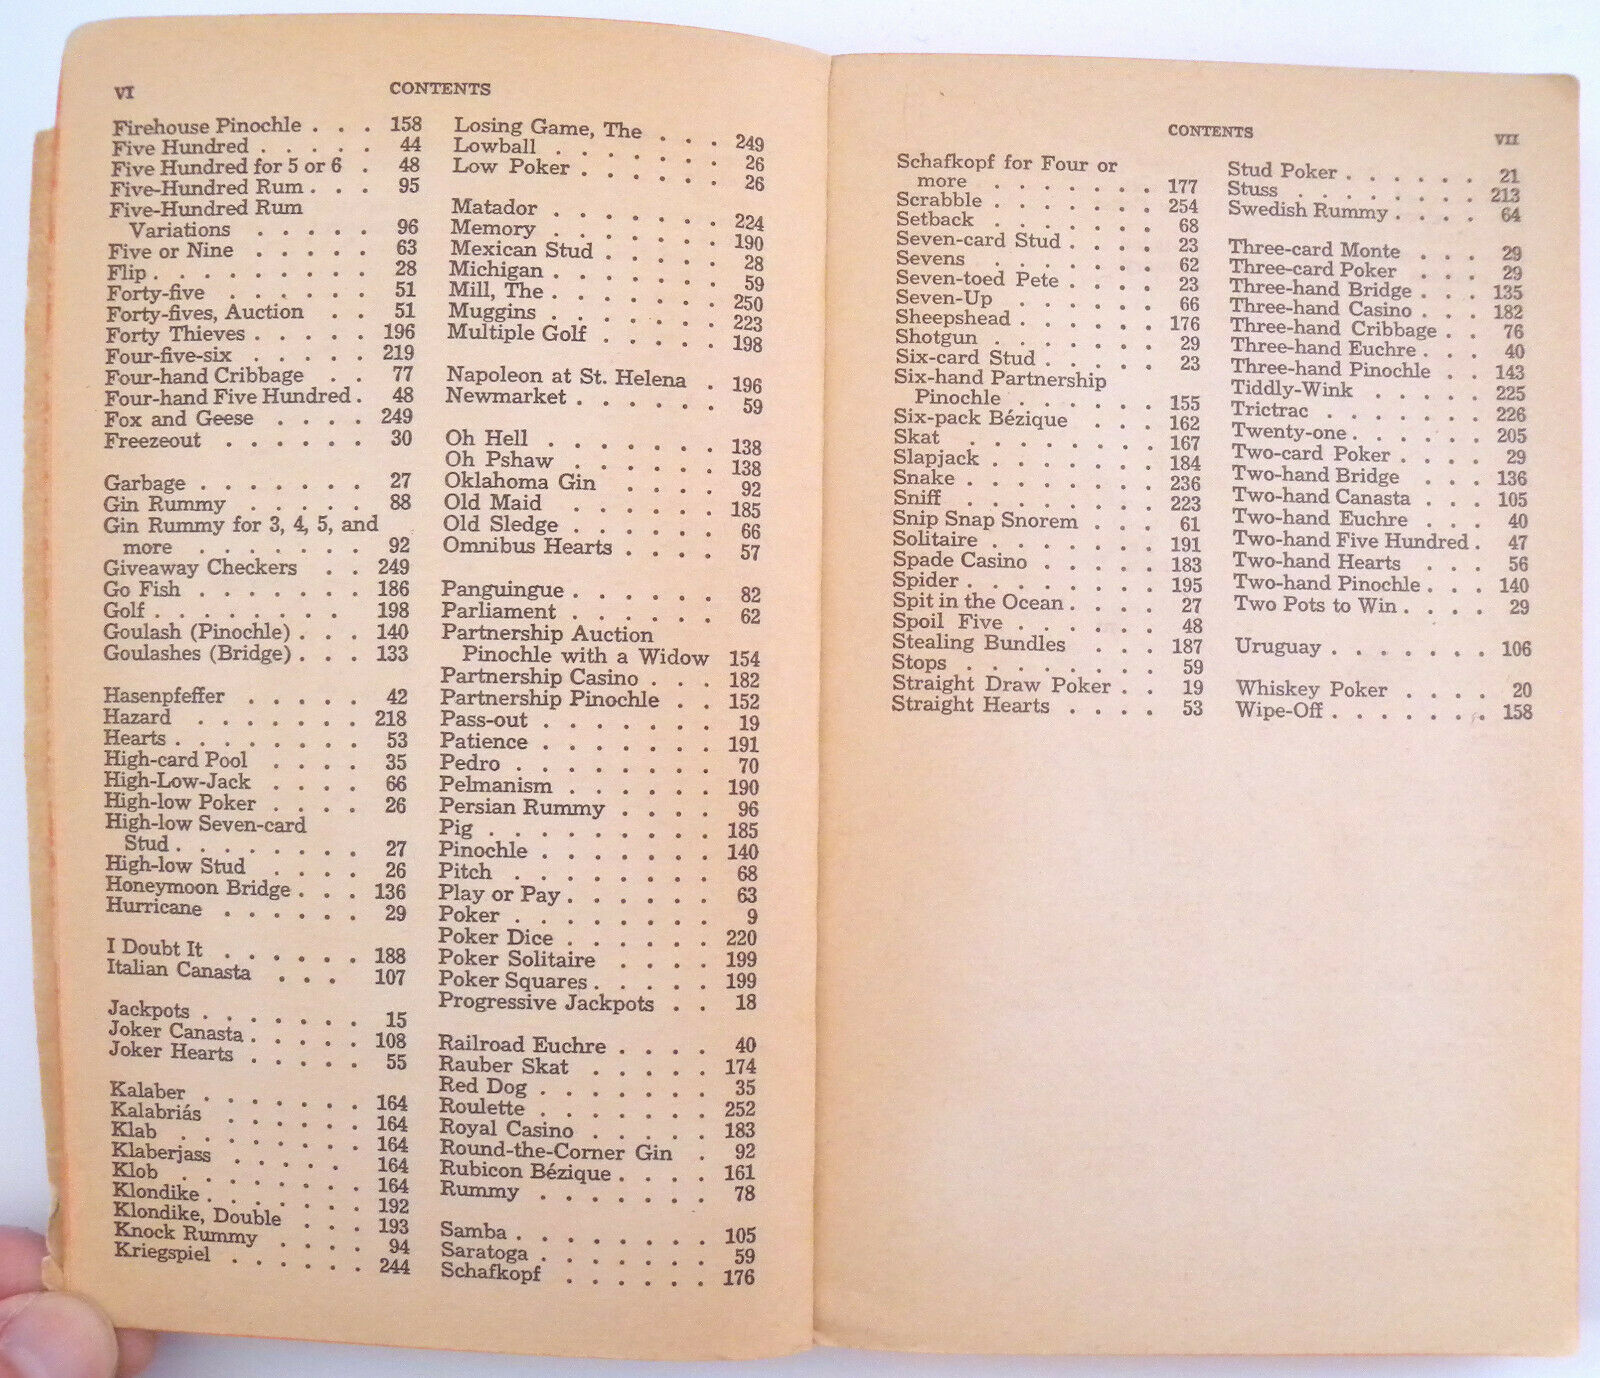 VI
CONTENTS
Firehouse Pinochle . . . 158
Five Hundred . . . . . 44
Five Hundred for 5 or 6 . 48
Five-Hundred Rum . . . 95
Five-Hundred Rum
Variations . . . . . 96
Five or Nine . . . . . 63
Flip . . . . . . . . 28
Forty-five . . . . . . 51
Forty-fives, Auction . . 51
Forty Thieves . . . . . 196
Four-five-six . . . . . 219
Four-hand Cribbage . . 77
Four-hand Five Hundred . 48
Fox and Geese . . . . 249
Freezeout . . . . . . 30
Garbage . . . . . . . 27
Gin Rummy . . . . . 88
Gin Rummy for 3, 4, 5, and
more . . . . . . . 92
Giveaway Checkers . . 249
Go Fish . . . . . . . 186
Golf . . . . . . . . 198
Goulash (Pinochle) . . . 140
Goulashes (Bridge) . . . 133
Hasenpfeffer . . . . . 42
Hazard . . . . . . . 218
Hearts . . . . . . . . 53
High-card Pool . . . . 35
High-Low-Jack . . . . 66
High-low Poker . . . . 26
High-low Seven-card
Stud . . . . . . . . 27
High-low Stud . . . . 26
Honeymoon Bridge . . . 136
Hurricane . . . . . . 29
I Doubt It . . . . . . 188
Italian Canasta . . . 107
Jackpots . . . . . . . 15
Joker Canasta . . . . . 108
Joker Hearts . . . . . 55
Kalaber . . . . . . . 164
Kalabriás . . . . . . 164
Klab . . . . . . . . 164
Klaberjass . . . . . . 164
Klob . . . . . . . . 164
Klondike . . . . . . . 192
Klondike, Double . . . 193
Knock Rummy . . . . 94
Kriegspiel . . . . . . 244
Losing Game, The . . . 249
Lowball . . . . . . . 26
Low Poker . . . . . . 26
Matador . . . . . . . 224
Memory . . . . . . . 190
Mexican Stud . . . . . 28
Michigan . . . . . . . 59
Mill, The . . . . . . . 250
Muggins . . . . . . . 223
Multiple Golf . . . . . 198
Napoleon at St. Helena . 196
Newmarket . . . . . . 59
Oh Hell . . . . . . . 138
Oh Pshaw . . . . . . 138
Oklahoma Gin . . . . 92
Old Maid . . . . . . 185
Old Sledge . . . . . . 66
Omnibus Hearts . . . . 57
Panguingue . . . . . . 82
Parliament . . . . . . 62
Partnership Auction
Pinochle with a Widow 154
Partnership Casino . . . 182
Partnership Pinochle . . 152
Pass-out . . . . . . . 19
Patience . . . . . . . 191
Pedro . . . . . . . . 70
Pelmanism . . . . . . 190
Persian Rummy . . . . 96
Pig . . . . . . . . . 185
Pinochle . . . . . . . 140
Pitch . . . . . . . . 68
Play or Pay . . . . . . 63
Poker . . . . . . . . 9
Poker Dice . . . . . . 220
Poker Solitaire . . . . 199
Poker Squares . . . . . 199
Progressive Jackpots . . 18
Railroad Euchre . . . . 40
Rauber Skat . . . . . 174
Red Dog . . . . . . . 35
Roulette . . . . . . . 252
Royal Casino . . . . . 183
Round-the-Corner Gin . 92
Rubicon Bézique . . . . 161
Rummy . . . . . . . 78
Samba . . . . . . . . 105
Saratoga . . . . . . . 59
Schafkopf . . . . . . 176
CONTENTS
VII
Schafkopf for Four or
more . . . . . . . 177
Scrabble . . . . . . . 254
Setback . . . . . . . 68
Seven-card Stud . . . . 23
Sevens . . . . . . . 62
Seven-toed Pete . . . . 23
Seven-Up . . . . . . 66
Sheepshead . . . . . . 176
Shotgun . . . . . . . 29
Six-card Stud . . . . . 23
Six-hand Partnership
Pinochle . . . . . . 155
Six-pack Bézique . . . 162
Skat . . . . . . . . 167
Slapjack . . . . . . . 184
Snake . . . . . . . . 236
Sniff . . . . . . . . 223
Snip Snap Snorem . . . 61
Solitaire . . . . . . . 191
Spade Casino . . . . . 183
Spider . . . . . . . . 195
Spit in the Ocean . . . . 27
Spoil Five . . . . . . 48
Stealing Bundles . . . 187
Stops . . . . . . . . 59
Straight Draw Poker . . 19
Straight Hearts . . . . 53
Stud Poker . . . . . . 21
Stuss . . . . . . . . 213
Swedish Rummy . . . . 64
Three-card Monte . . . 29
Three-card Poker . . . 29
Three-hand Bridge . . . 135
Three-hand Casino . . . 182
Three-hand Cribbage . . 76
Three-hand Euchre . . . 40
Three-hand Pinochle . . 143
Tiddly-Wink . . . . . 225
Trictrac . . . . . . . 226
Twenty-one . . . . . . 205
Two-card Poker . . . . 29
Two-hand Bridge . . . 136
Two-hand Canasta . . . 105
Two-hand Euchre . . . 40
Two-hand Five Hundred . 47
Two-hand Hearts . . . 56
Two-hand Pinochle . . . 140
Two Pots to Win . . . . 29
Uruguay . . . . . . . 106
Whiskey Poker . . . . 20
Wipe-Off . . . . . . . 158